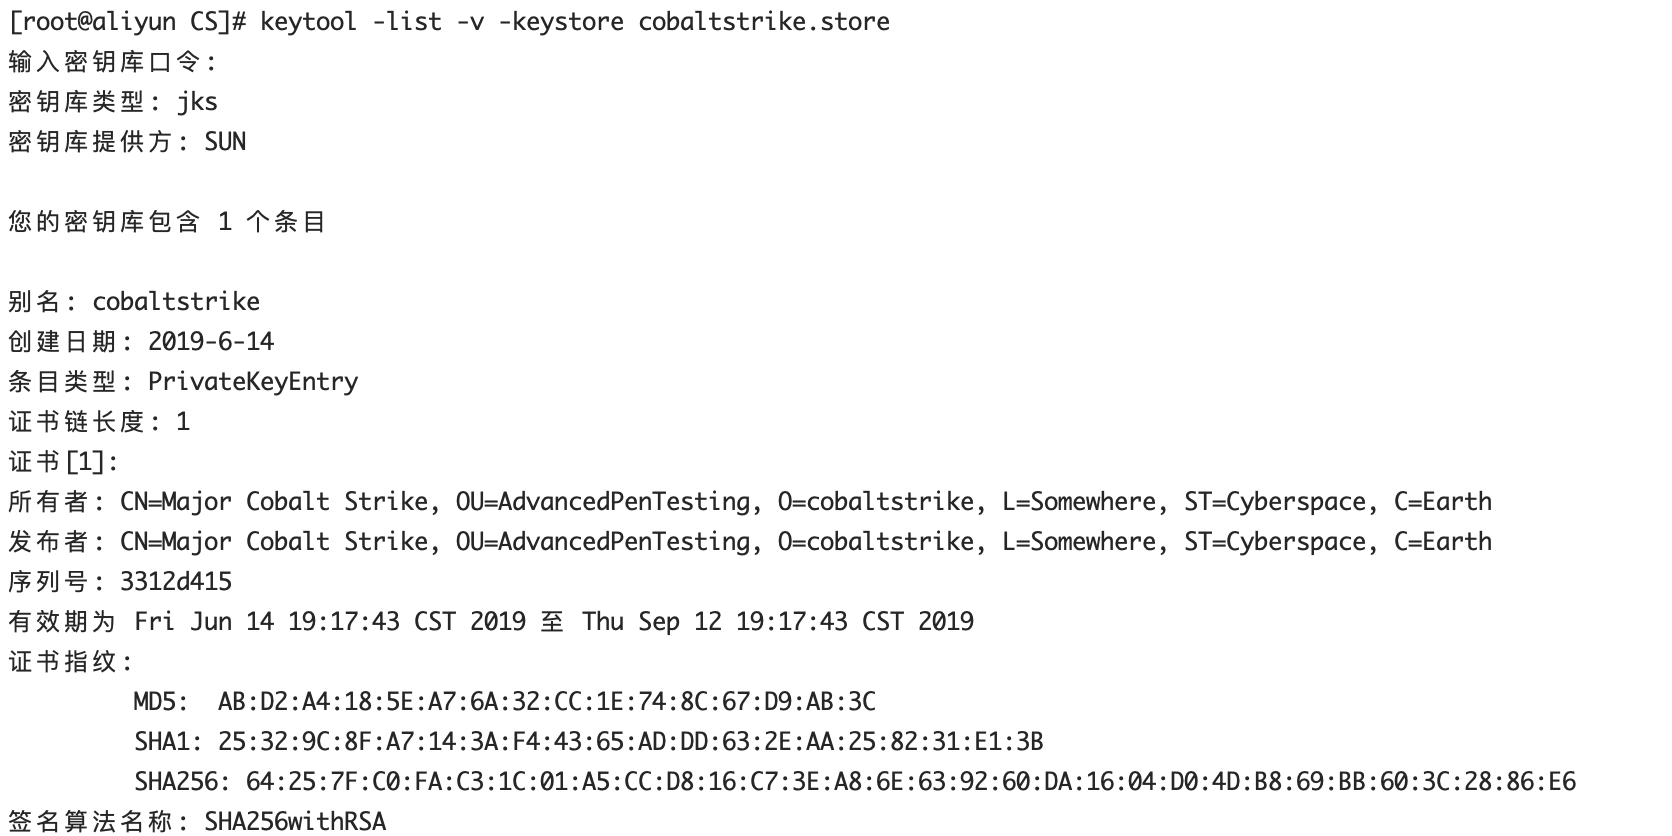 [root@aliyun CS]# keytool -list -v -keystore cobaltstrike.store
输入密钥库口令:
密钥库类型: jks
密钥库提供方: SUN
您的密钥库包含 1 个条目
别名: cobaltstrike
创建日期: 2019-6-14
条目类型: PrivateKeyEntry
证书链长度: 1
证书[1]:
所有者: CN=Major Cobalt Strike, OU=AdvancedPenTesting, O=cobaltstrike, L=Somewhere, ST=Cyberspace, C=Earth
发布者: CN=Major Cobalt Strike, OU=AdvancedPenTesting, O=cobaltstrike, L=Somewhere, ST=Cyberspace, C=Earth
序列号: 3312d415
有效期为 Fri Jun 14 19:17:43 CST 2019 至 Thu Sep 12 19:17:43 CST 2019
证书指纹:
MD5: AB:D2:A4:18:5E:A7:6A:32:CC:1E:74:8C:67:D9:AB:3C
SHA1: 25:32:9C:8F:A7:14:3A:F4:43:65:AD:DD:63:2E:AA:25:82:31:E1:3B
SHA256: 64:25:7F:C0:FA:C3:1C:01:A5:CC:D8:16:C7:3E:A8:6E:63:92:60:DA:16:04:D0:4D:B8:69:BB:60:3C:28:86:E6
签名算法名称: SHA256withRSA